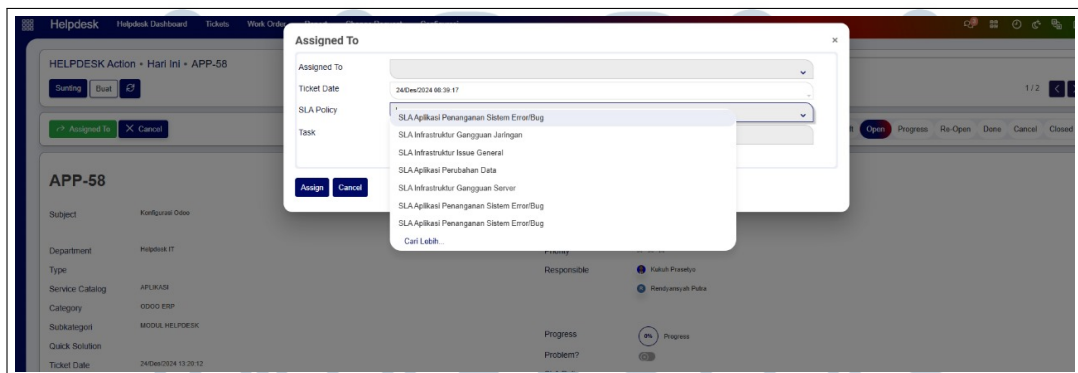 Helpdesk Helpdesk Dashboard Tickets Work Order
Assigned To ×
HELPDESK Action • Hari Ini • APP-58
Sunting Buat
1/2
Assigned To
Ticket Date 24/Des/2024 08:39:17
SLA Policy
Task
Assigned To × Cancel
Open Progress Re-Open Done Cancel Closed
SLA Aplikasi Penanganan Sistem Error/Bug
SLA Infrastruktur Gangguan Jaringan
SLA Infrastruktur Issue General
SLA Aplikasi Perubahan Data
SLA Infrastruktur Gangguan Server
SLA Aplikasi Penanganan Sistem Error/Bug
SLA Aplikasi Penanganan Sistem Error/Bug
Cari Lebih...
Assign Cancel
APP-58
Subject Konfigurasi Odoo
Department Helpdesk IT
Priority
Type
Responsible Kukuh Prasetyo
Service Catalog APLIKASI
Rendyansyah Putra
Category ODOO ERP
Subkategori MODUL HELPDESK
Progress 0% Progress
Quick Solution
Problem?
Ticket Date 24/Des/2024 13:20:12